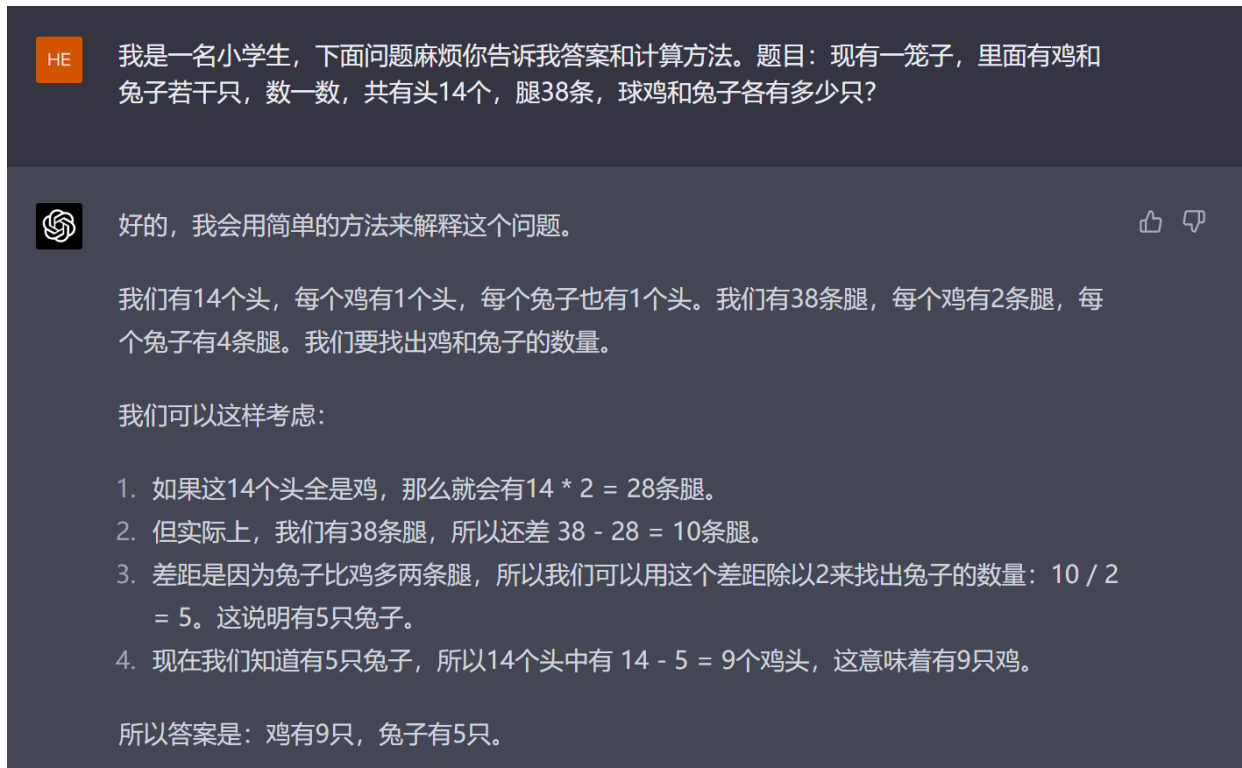 HE
我是一名小学生，下面问题麻烦你告诉我答案和计算方法。题目：现有一笼子，里面有鸡和
兔子若干只，数一数，共有头14个，腿38条，球鸡和兔子各有多少只？
好的，我会用简单的方法来解释这个问题。
我们有14个头，每个鸡有1个头，每个兔子也有1个头。我们有38条腿，每个鸡有2条腿，每
个兔子有4条腿。我们要找出鸡和兔子的数量。
我们可以这样考虑：
1. 如果这14个头全是鸡，那么就会有14 * 2 = 28条腿。
2. 但实际上，我们有38条腿，所以还差 38 - 28 = 10条腿。
3. 差距是因为兔子比鸡多两条腿，所以我们可以用这个差距除以2来找出兔子的数量：10 / 2
= 5。这说明有5只兔子。
4. 现在我们知道有5只兔子，所以14个头中有 14 - 5 = 9个鸡头，这意味着有9只鸡。
所以答案是：鸡有9只，兔子有5只。